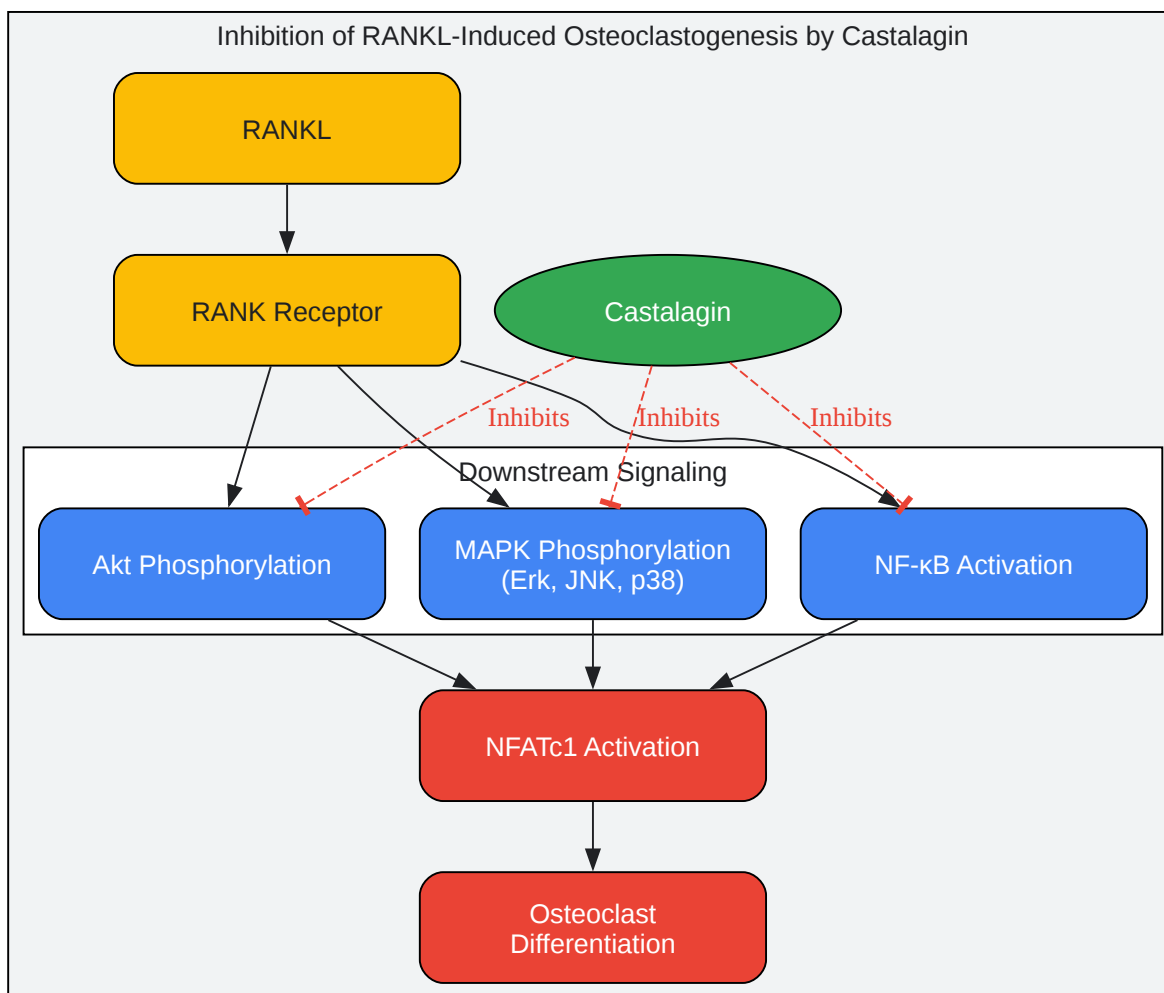 Inhibition of RANKL-Induced Osteoclastogenesis by Castalagin
RANKL
RANK Receptor
Castalagin
Inhibits
Inhibits
Inhibits
Downstream Signaling
Akt Phosphorylation
MAPK Phosphorylation
(Erk, JNK, p38)
NF-κB Activation
NFATc1 Activation
Osteoclast
Differentiation